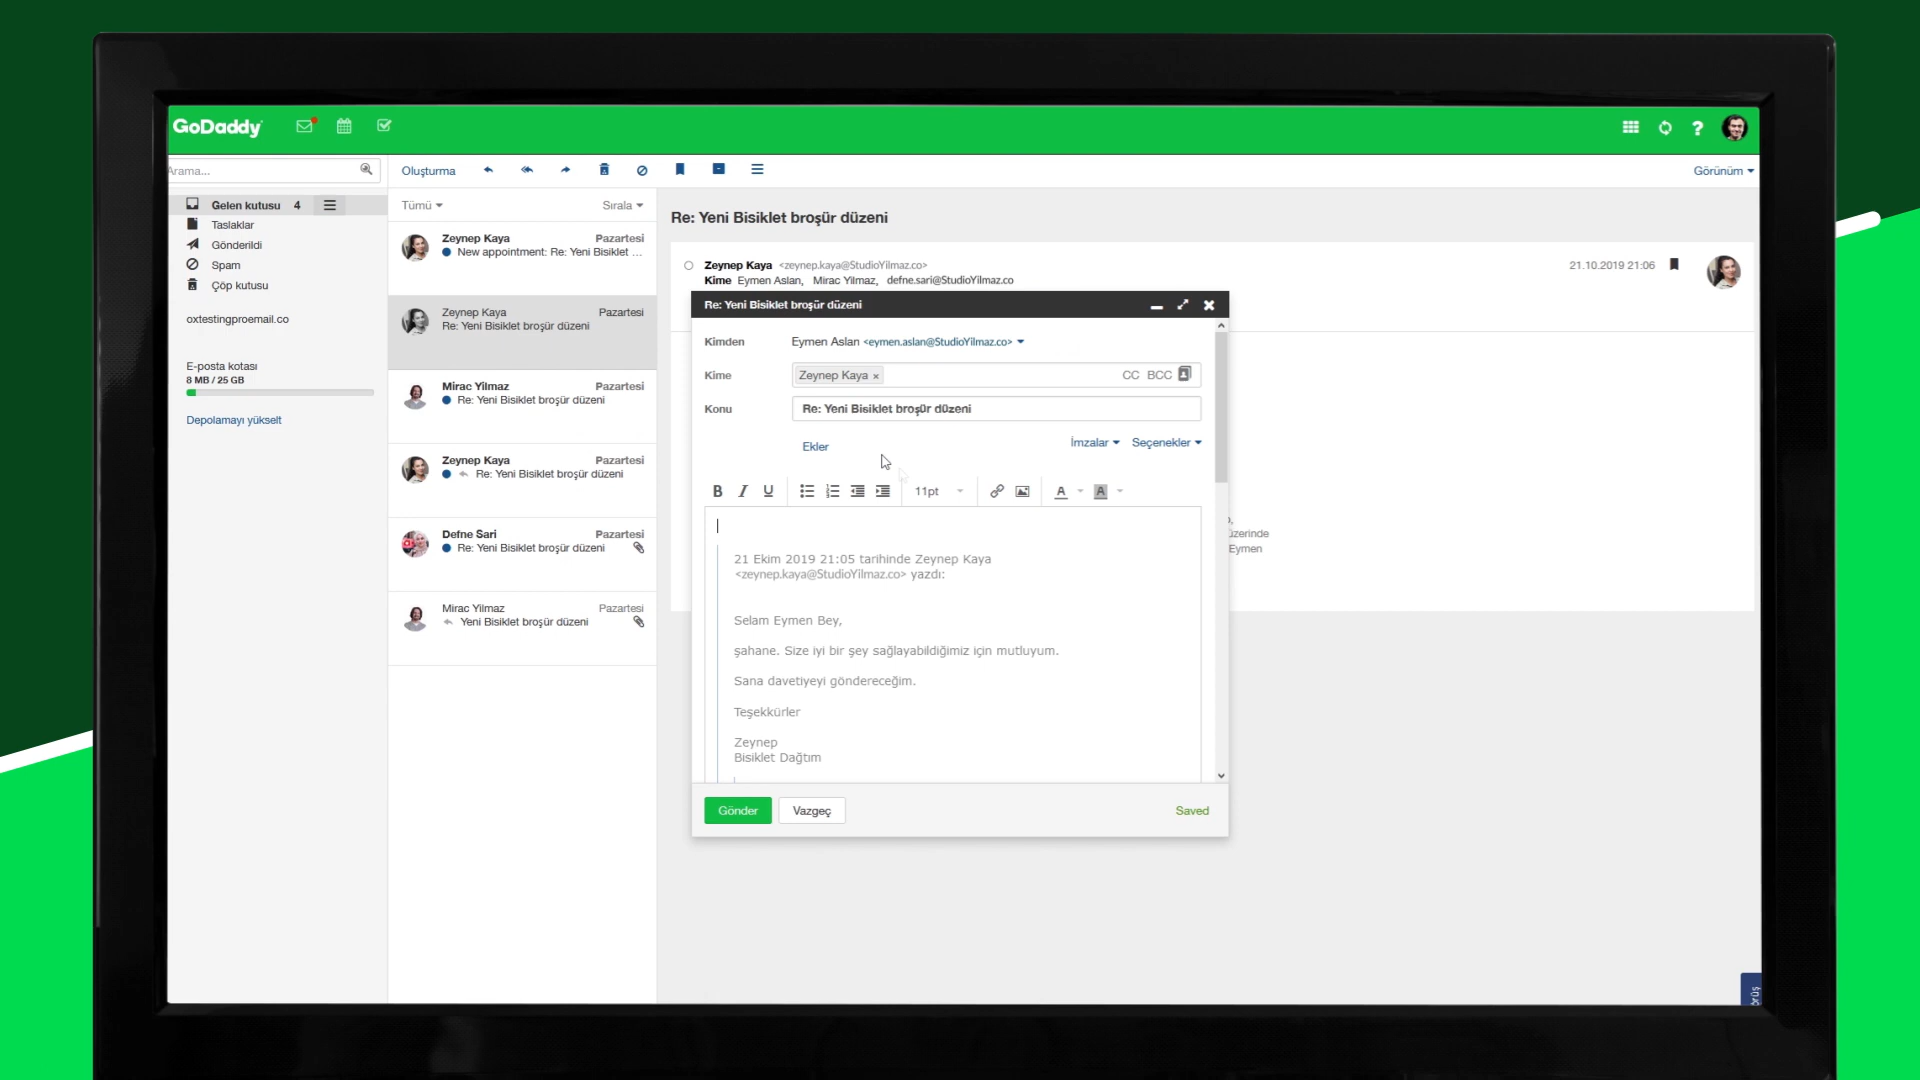 GoDaddy
Arama...
Oluşturma
Görünüm
Gelen kutusu 4
Taslaklar
Gönderildi
Spam
Çöp kutusu
oxtestingproemail.co
E-posta kotası
8 MB / 25 GB
Depolamayı yükselt
Tümü Sırala
Zeynep Kaya Pazartesi
New appointment: Re: Yeni Bisiklet ...
Zeynep Kaya Pazartesi
Re: Yeni Bisiklet broşür düzeni
Mirac Yilmaz Pazartesi
Re: Yeni Bisiklet broşür düzeni
Zeynep Kaya Pazartesi
Re: Yeni Bisiklet broşür düzeni
Defne Sari Pazartesi
Re: Yeni Bisiklet broşür düzeni
Mirac Yilmaz Pazartesi
Yeni Bisiklet broşür düzeni
Re: Yeni Bisiklet broşür düzeni
Zeynep Kaya <zeynep.kaya@StudioYilmaz.co> 21.10.2019 21:06
Kime Eymen Aslan, Mirac Yilmaz, defne.sari@StudioYilmaz.co
Re: Yeni Bisiklet broşür düzeni
Kimden Eymen Aslan <eymen.aslan@StudioYilmaz.co>
Kime Zeynep Kaya × CC BCC
Konu Re: Yeni Bisiklet broşür düzeni
Ekler İmzalar Seçenekler
B I U 11pt A A
21 Ekim 2019 21:05 tarihinde Zeynep Kaya
<zeynep.kaya@StudioYilmaz.co> yazdı:
Selam Eymen Bey,
şahane. Size iyi bir şey sağlayabildiğimiz için mutluyum.
Sana davetiyeyi göndereceğim.
Teşekkürler
Zeynep
Bisiklet Dağtım
Gönder Vazgeç Saved
üzerinde
Eymen